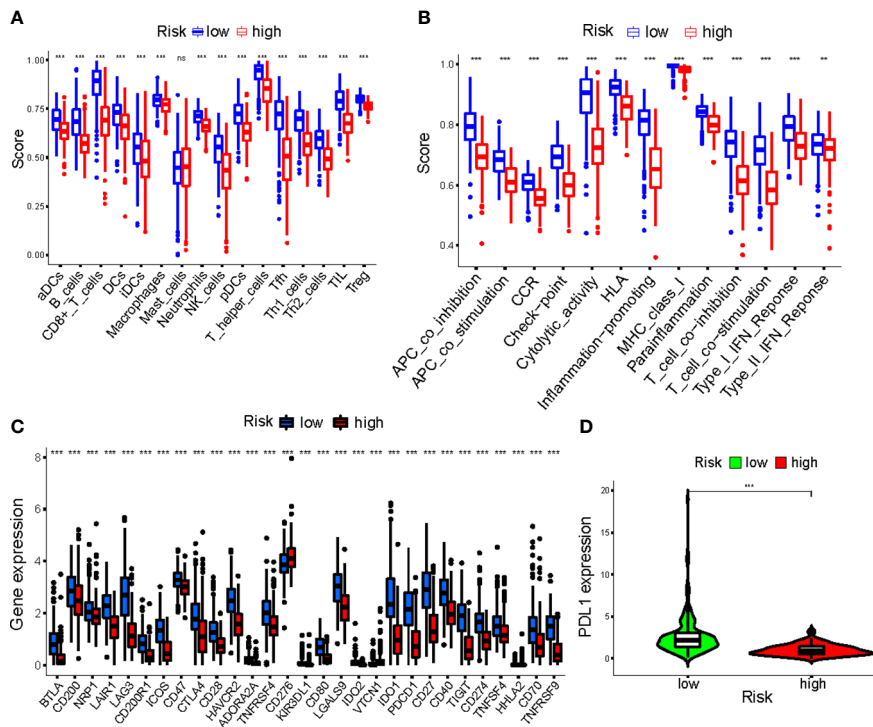 A
Risk low high
*** *** *** *** *** *** ns *** *** *** *** *** *** *** *** ***
1.00
0.75
0.50
0.25
0.00
Score
aDCs
B_cells
CD8+_T_cells
DCs
iDCs
Macrophages
Mast_cells
Neutrophils
NK_cells
pDCs
T_helper_cells
Tfh
Th1_cells
Th2_cells
TIL
Treg
B
Risk low high
*** *** *** *** *** *** *** *** *** *** *** *** **
1.0
0.8
0.6
0.4
Score
APC_co_inhibition
APC_co_stimulation
CCR
Check-point
Cytolytic_activity
HLA
Inflammation-promoting
MHC_class_I
Parainflammation
T_cell_co-inhibition
T_cell_co-stimulation
Type_I_IFN_Reponse
Type_II_IFN_Reponse
C
Risk low high
*** *** *** *** *** *** *** *** *** *** *** *** *** *** *** *** *** *** *** *** *** *** *** *** *** *** *** *** *** ***
8
6
4
2
0
Gene expression
BTLA
CD200
NRP1
LAIR1
LAG3
CD200R1
ICOS
CD47
CTLA4
CD28
HAVCR2
ADORA2A
TNFRSF4
CD276
KIR3DL1
CD80
LGALS9
IDO2
VTCN1
IDO1
PDCD1
CD27
CD40
TIGIT
CD274
TNFSF4
HHLA2
CD70
TNFRSF9
D
Risk low high
***
20
15
10
5
0
PDL1 expression
low high
Risk